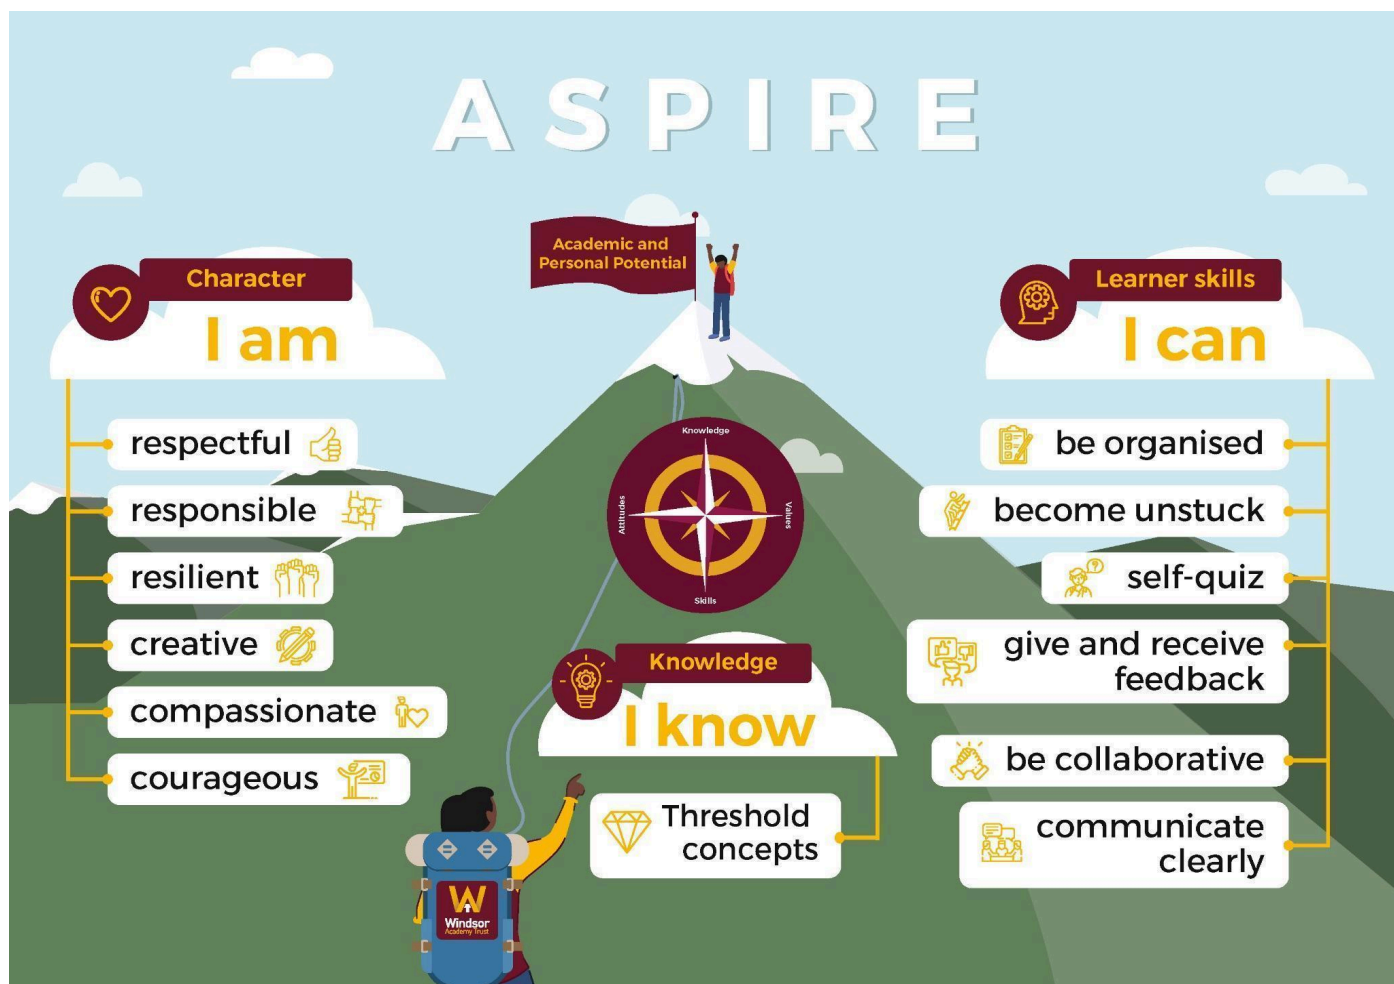 ASPIRE
Academic and
Personal Potential
Character
I am
respectful
responsible
resilient
creative
compassionate
courageous
Knowledge
Attitudes
Values
Skills
Knowledge
I know
Threshold
concepts
Learner skills
I can
be organised
become unstuck
self-quiz
give and receive
feedback
be collaborative
communicate
clearly
W
Windsor
Academy Trust